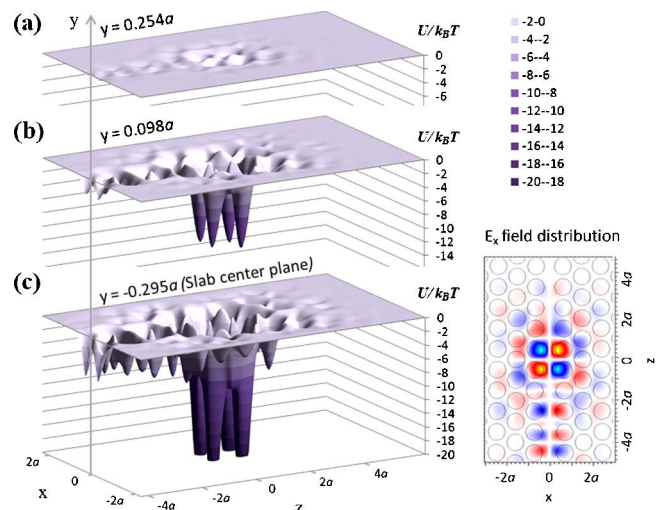 (a)
y
y = 0.254a
U/kBT
0
-2
-4
-6
(b)
y = 0.098a
U/kBT
0
-2
-4
-6
-8
-10
-12
-14
(c)
y = -0.295a (Slab center plane)
U/kBT
0
-2
-4
-6
-8
-10
-12
-14
-16
-18
-20
2a
0
-2a
x
-4a
-2a
0
2a
4a
z
-2-0
-4--2
-6--4
-8--6
-10--8
-12--10
-14--12
-16--14
-18--16
-20--18
Ex field distribution
4a
2a
0
-2a
-4a
z
-2a
0
2a
x